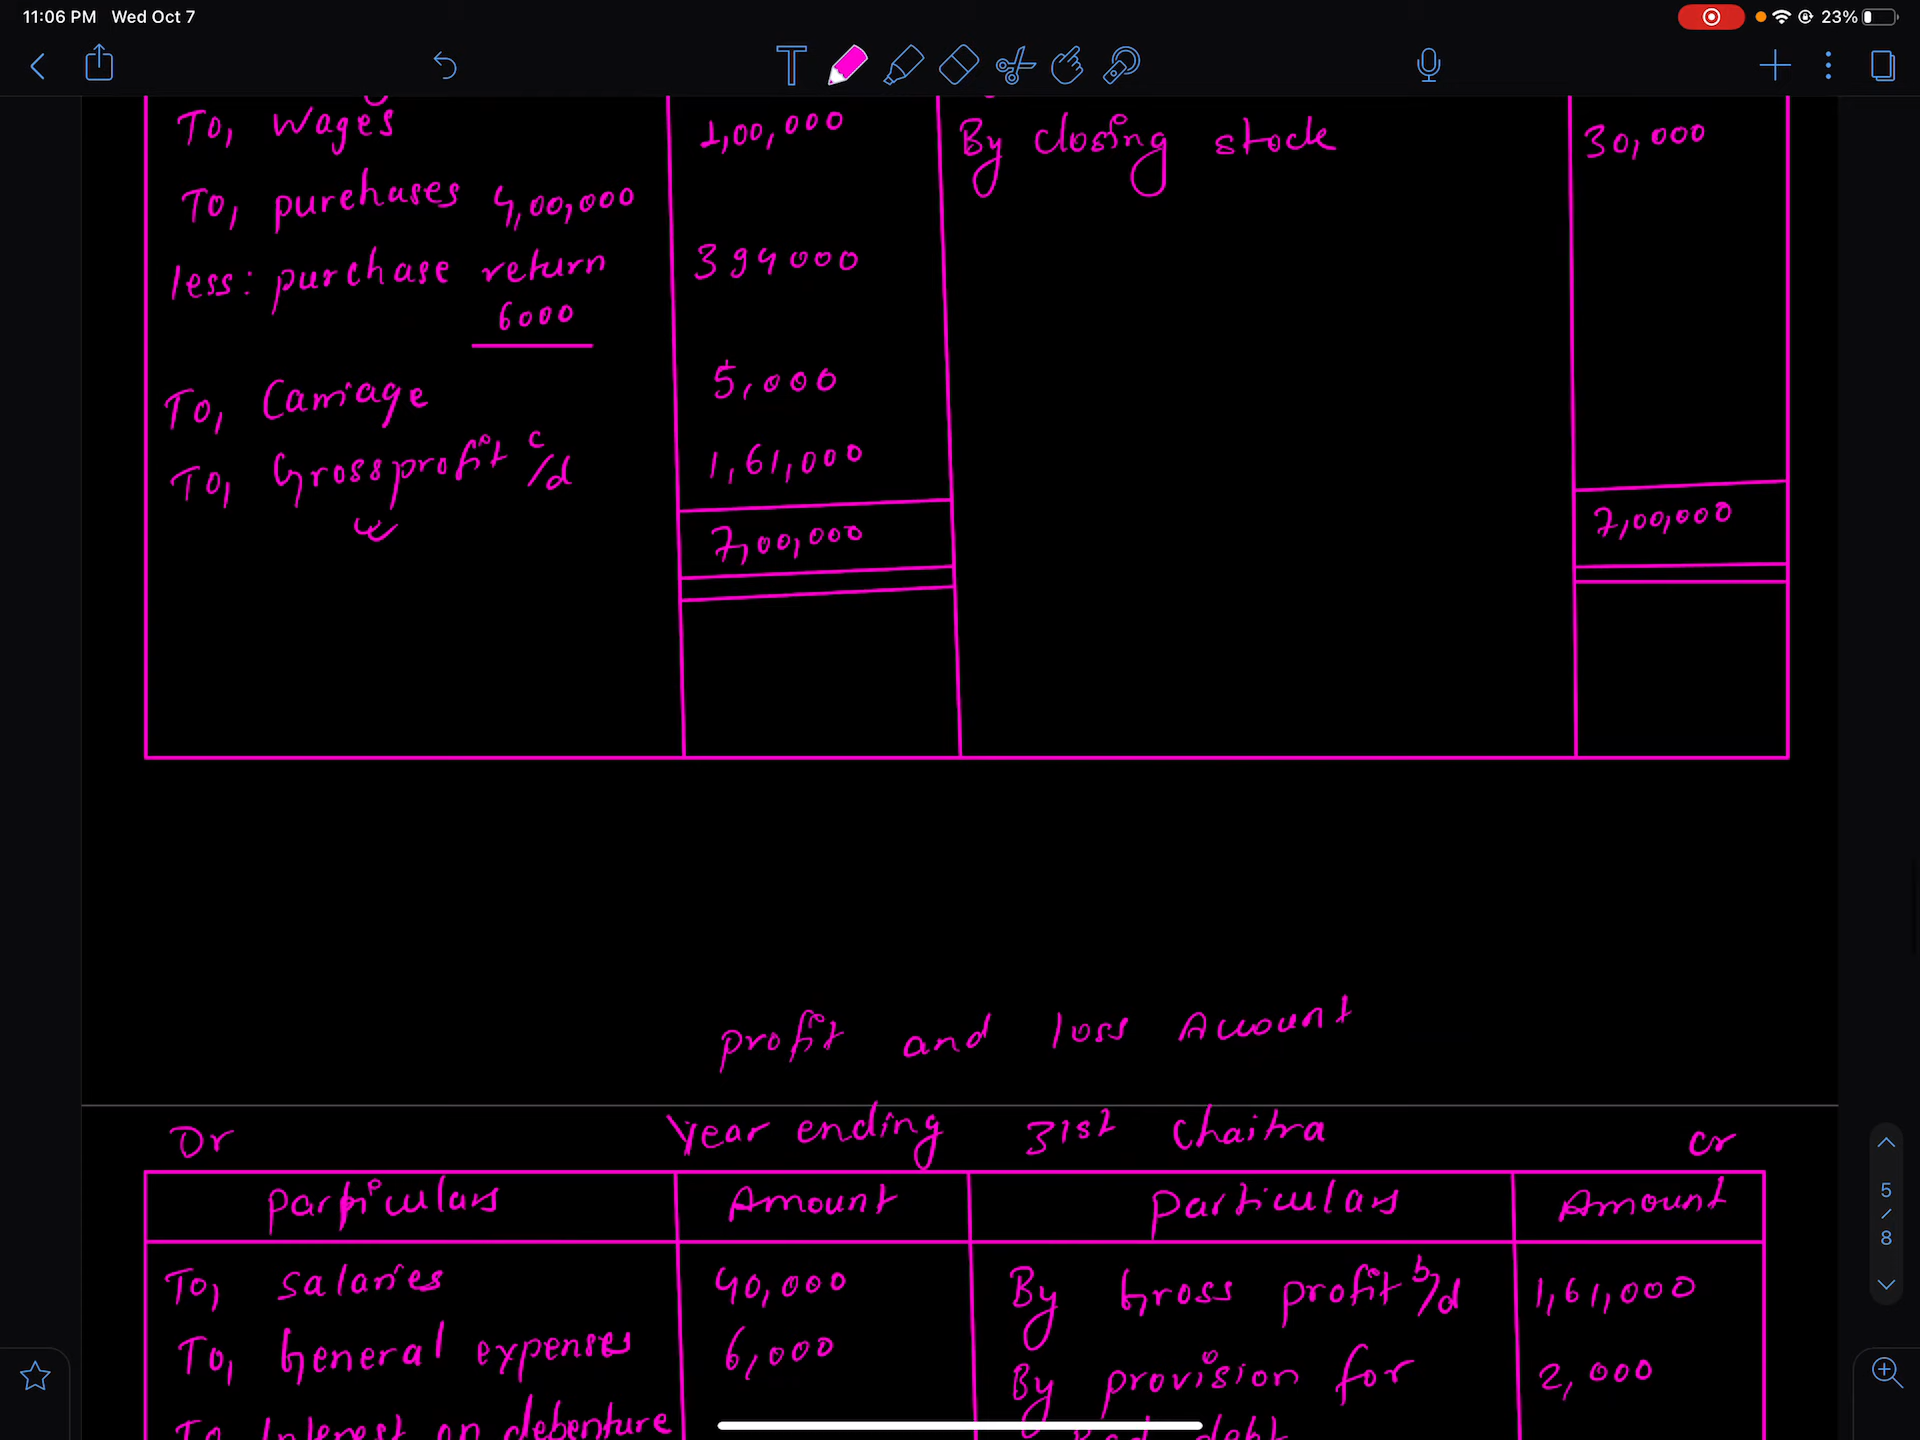 11:06 PM Wed Oct 7
23%
To, Wages 1,00,000 By closing stock 30,000
To, purchases 4,00,000
less: purchase return 394000
6000
To, Carriage 5,000
To, Gross profit c/d 1,61,000
7,00,000 7,00,000
profit and loss Account
Dr Year ending 31st Chaitra cr
particulars Amount particulars Amount
To, salaries 40,000 By Gross profit b/d 1,61,000
To, General expenses 6,000 By provision for 2,000
To Interest on debenture Bad debt
5
/
8